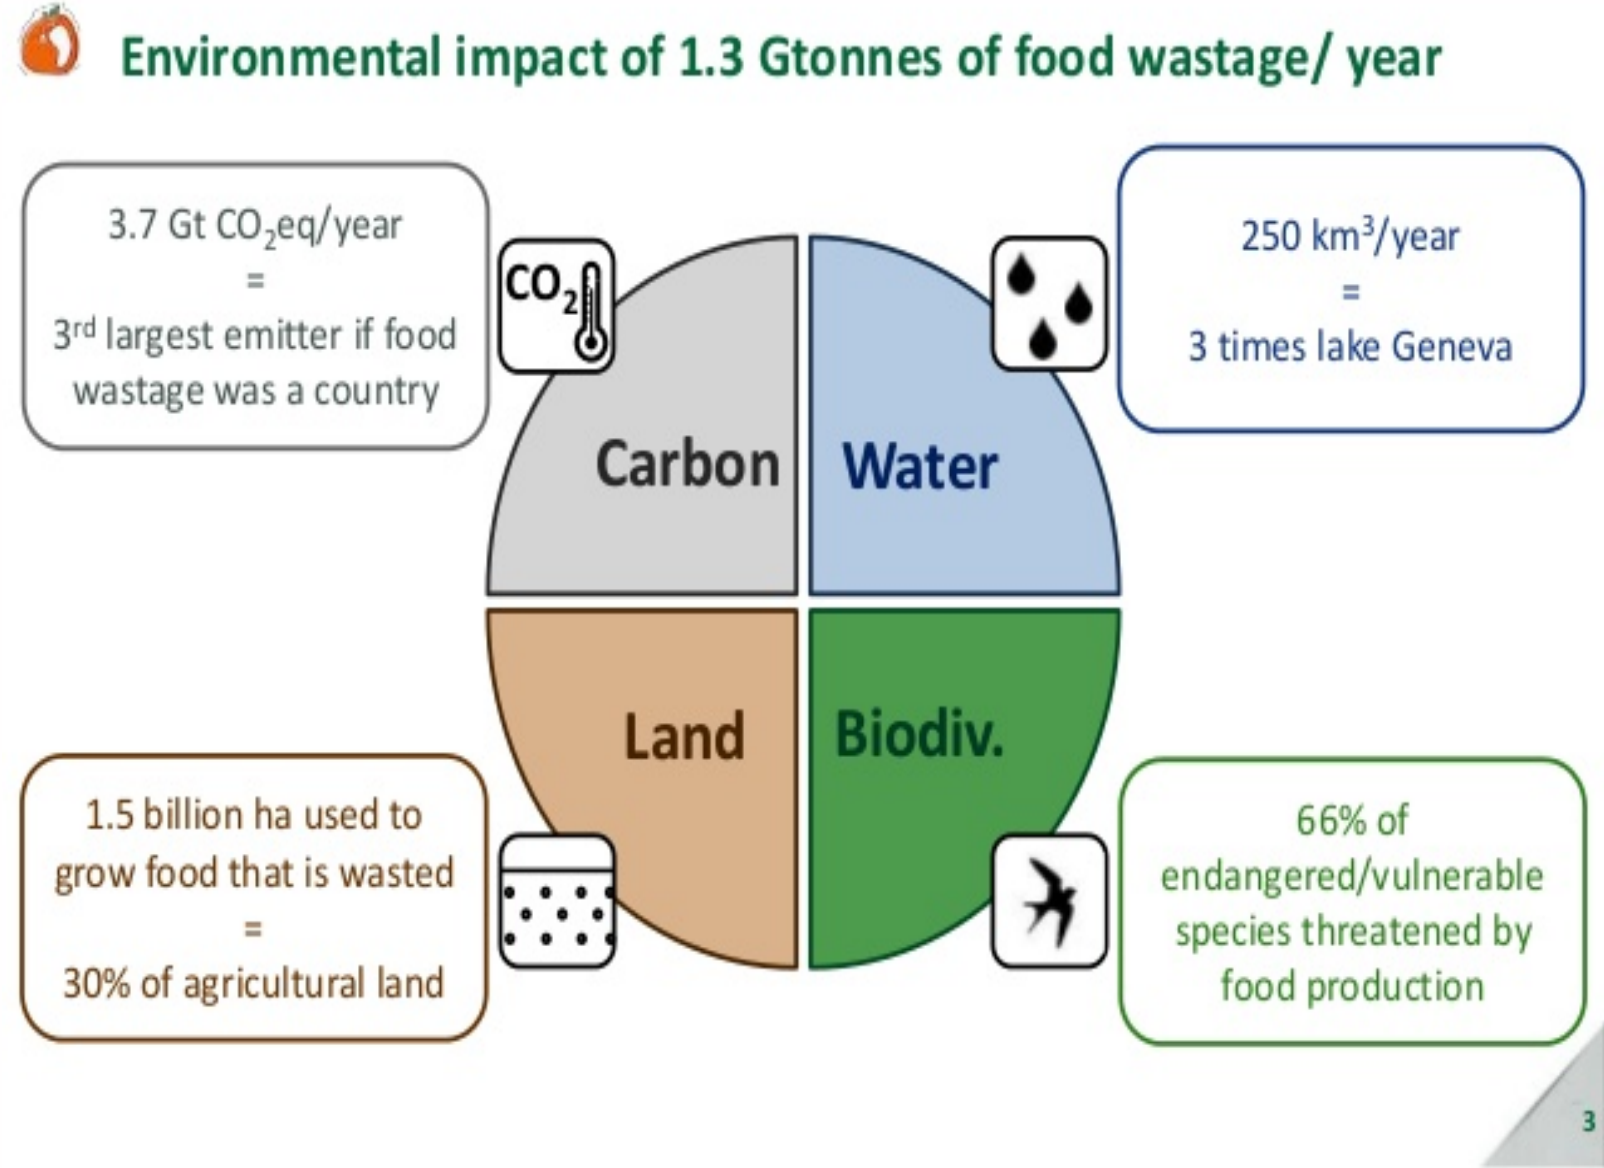 Environmental impact of 1.3 Gtonnes of food wastage/ year
3.7 Gt CO₂eq/year
=
3rd largest emitter if food
wastage was a country
CO₂
250 km³/year
=
3 times lake Geneva
Carbon
Water
Land
Biodiv.
1.5 billion ha used to
grow food that is wasted
=
30% of agricultural land
66% of
endangered/vulnerable
species threatened by
food production
3